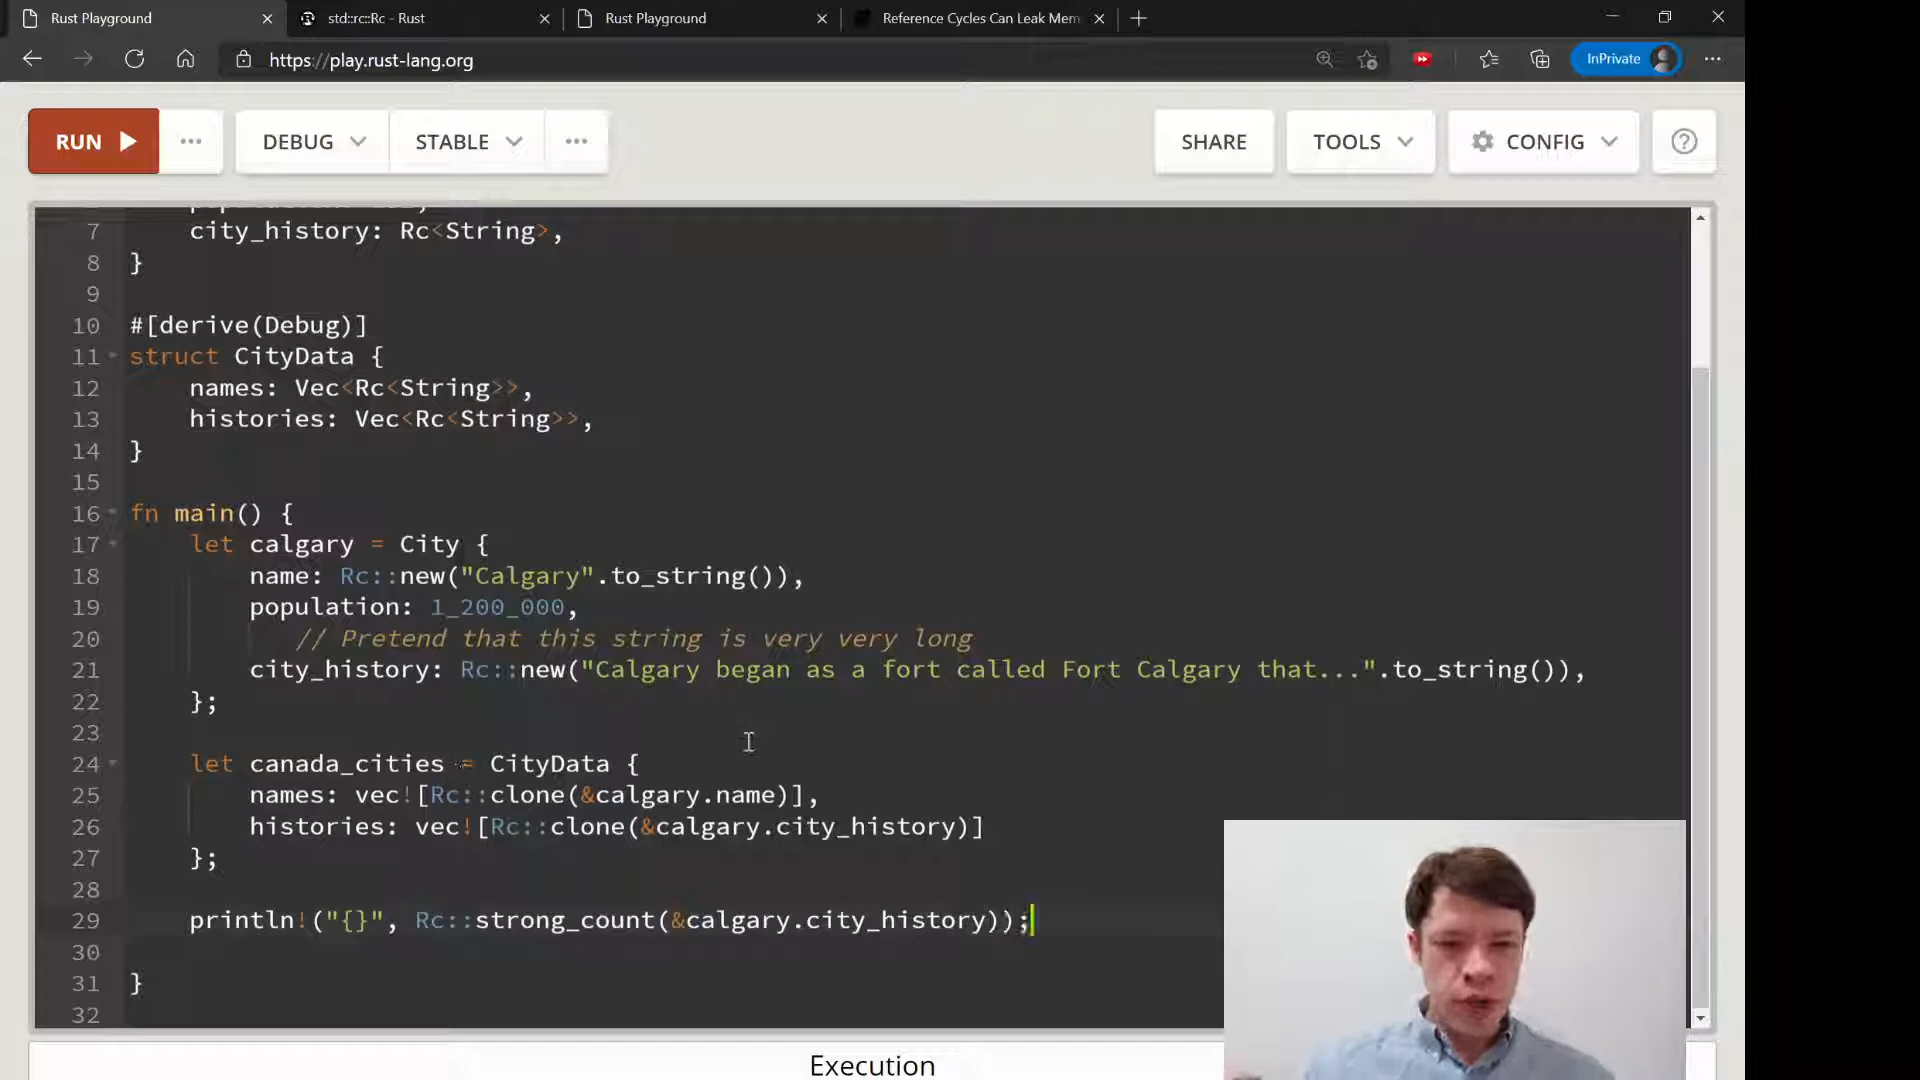 Rust Playground
std::rc::Rc - Rust
Rust Playground
Reference Cycles Can Leak Mem
https://play.rust-lang.org
InPrivate
RUN
DEBUG
STABLE
SHARE
TOOLS
CONFIG
7 city_history: Rc<String>,
8 }
9
10 #[derive(Debug)]
11 struct CityData {
12 names: Vec<Rc<String>>,
13 histories: Vec<Rc<String>>,
14 }
15
16 fn main() {
17 let calgary = City {
18 name: Rc::new("Calgary".to_string()),
19 population: 1_200_000,
20 // Pretend that this string is very very long
21 city_history: Rc::new("Calgary began as a fort called Fort Calgary that...".to_string()),
22 };
23
24 let canada_cities = CityData {
25 names: vec![Rc::clone(&calgary.name)],
26 histories: vec![Rc::clone(&calgary.city_history)]
27 };
28
29 println!("{}", Rc::strong_count(&calgary.city_history));
30
31 }
32
Execution